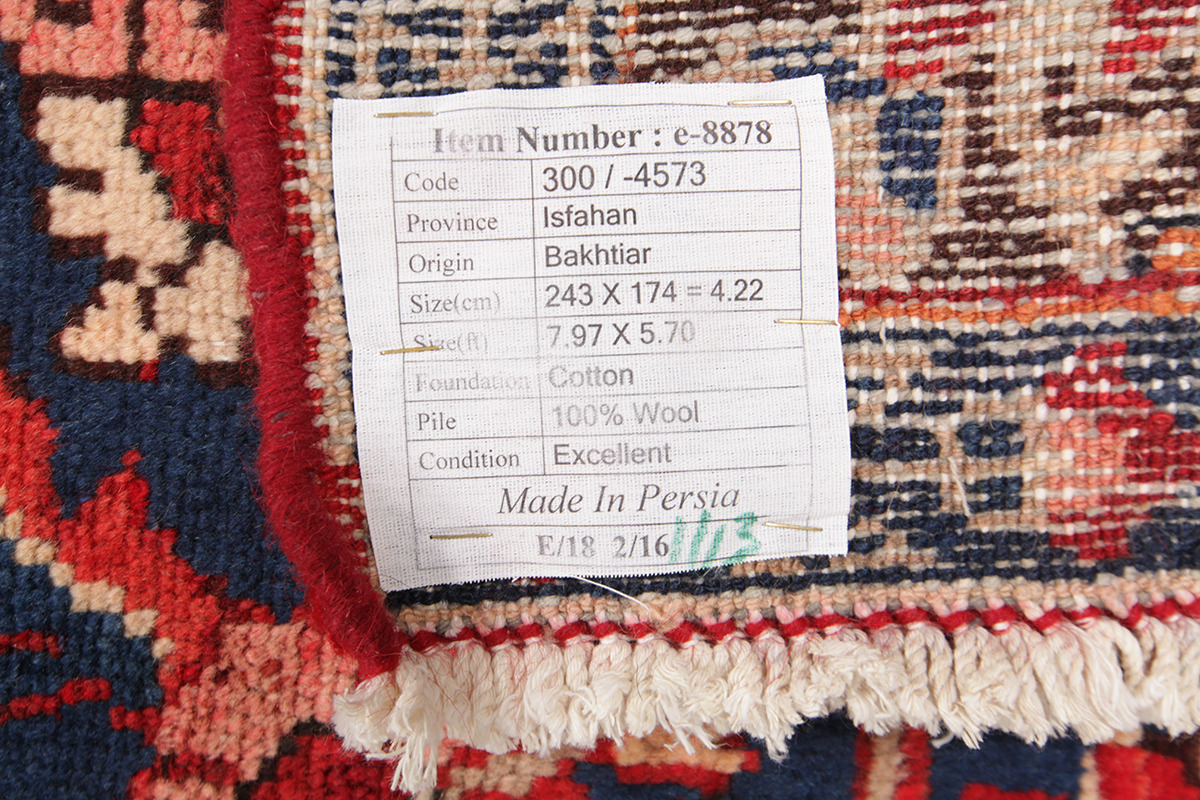 Item Number : e-8878
Code 300 / -4573
Province Isfahan
Origin Bakhtiar
Size(cm) 243 X 174 = 4.22
Size(ft) 7.97 X 5.70
Foundation Cotton
Pile 100% Wool
Condition Excellent
Made In Persia
E/18 2/16 1113